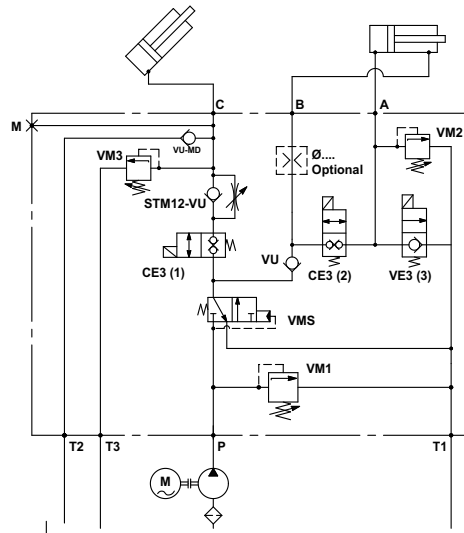 C
B
A
M
VM2
VU-MD
VM3
Ø....
Optional
STM12-VU
VU
CE3 (1)
CE3 (2)
VE3 (3)
VMS
VM1
T2
T3
P
T1
M